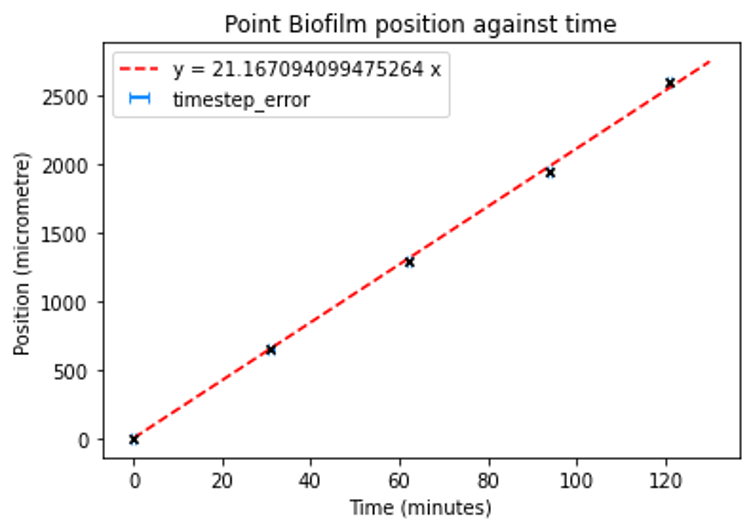 Point Biofilm position against time
y = 21.167094099475264 x
timestep_error
Position (micrometre)
2500
2000
1500
1000
500
0
0 20 40 60 80 100 120
Time (minutes)